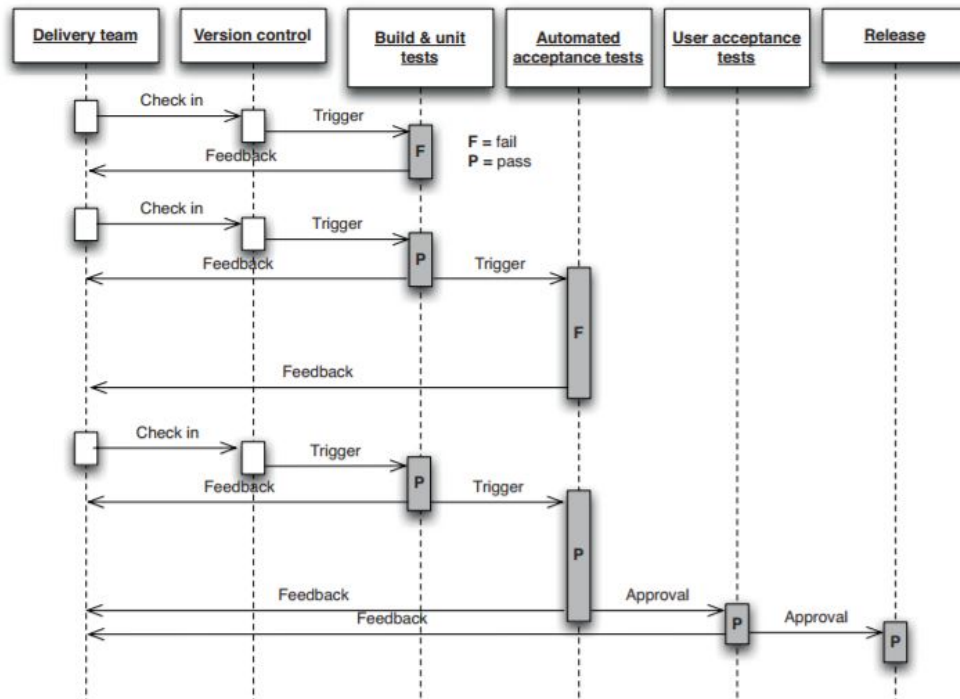 Delivery team
Version control
Build & unit
tests
Automated
acceptance tests
User acceptance
tests
Release
Check in
Trigger
F
F = fail
P = pass
Feedback
Check in
Trigger
P
Feedback
Trigger
F
Feedback
Check in
Trigger
P
Feedback
Trigger
P
Feedback
Approval
P
Feedback
Approval
P